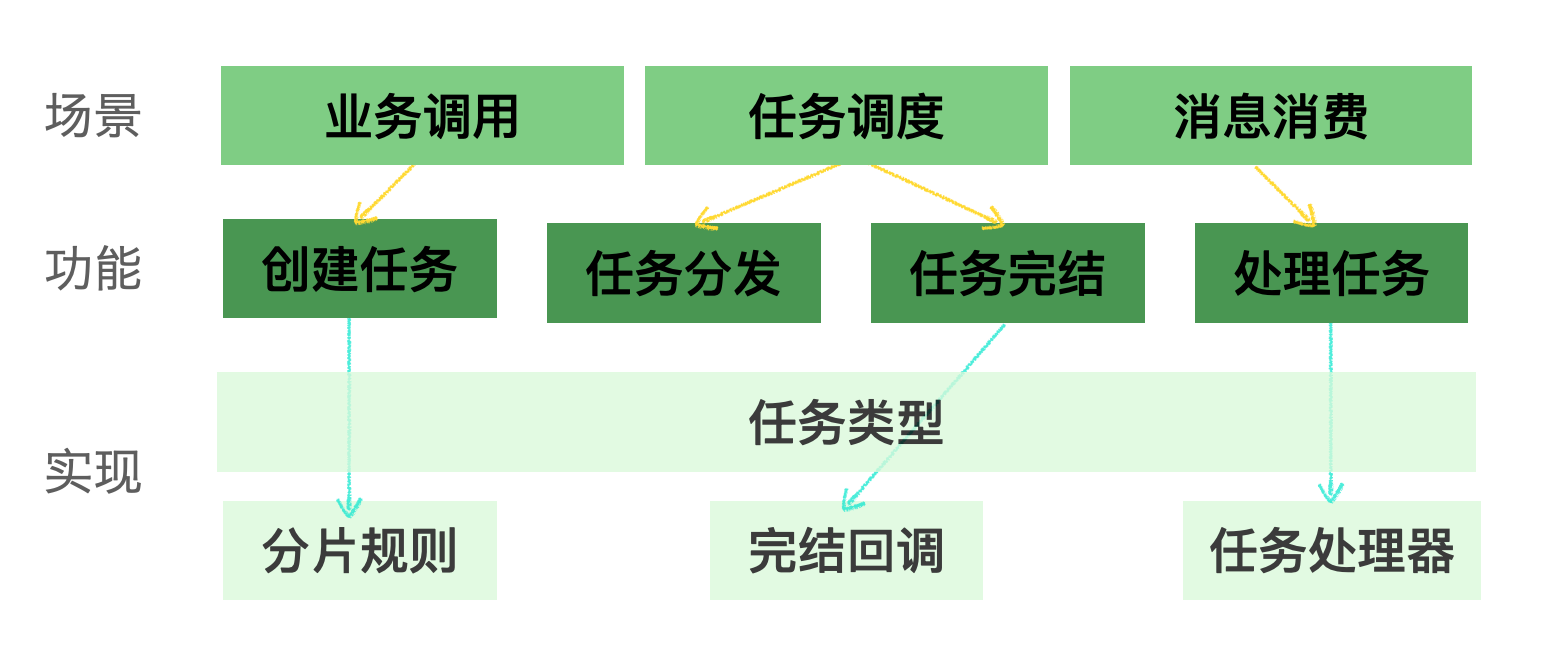 场景
业务调用
任务调度
消息消费
功能
创建任务
任务分发
任务完结
处理任务
实现
任务类型
分片规则
完结回调
任务处理器